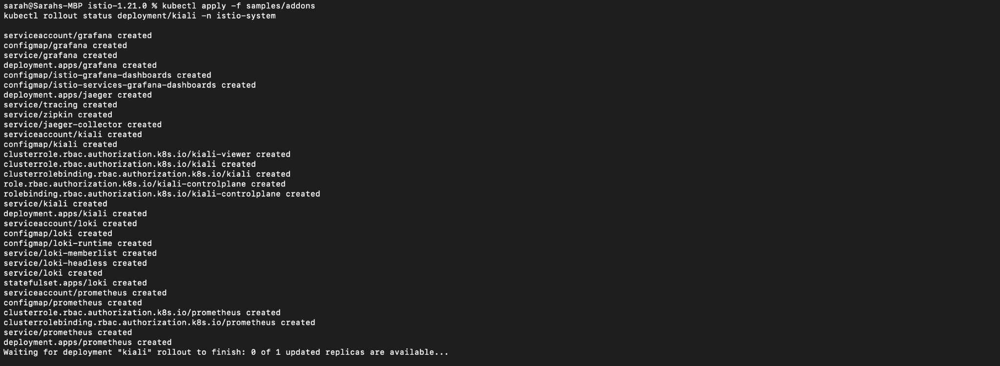 sarah@Sarahs-MBP istio-1.21.0 % kubectl apply -f samples/addons
kubectl rollout status deployment/kiali -n istio-system
serviceaccount/grafana created
configmap/grafana created
service/grafana created
deployment.apps/grafana created
configmap/istio-grafana-dashboards created
configmap/istio-services-grafana-dashboards created
deployment.apps/jaeger created
service/tracing created
service/zipkin created
service/jaeger-collector created
serviceaccount/kiali created
configmap/kiali created
clusterrole.rbac.authorization.k8s.io/kiali-viewer created
clusterrole.rbac.authorization.k8s.io/kiali created
clusterrolebinding.rbac.authorization.k8s.io/kiali created
role.rbac.authorization.k8s.io/kiali-controlplane created
rolebinding.rbac.authorization.k8s.io/kiali-controlplane created
service/kiali created
deployment.apps/kiali created
serviceaccount/loki created
configmap/loki created
configmap/loki-runtime created
service/loki-memberlist created
service/loki-headless created
service/loki created
statefulset.apps/loki created
serviceaccount/prometheus created
configmap/prometheus created
clusterrole.rbac.authorization.k8s.io/prometheus created
clusterrolebinding.rbac.authorization.k8s.io/prometheus created
service/prometheus created
deployment.apps/prometheus created
Waiting for deployment "kiali" rollout to finish: 0 of 1 updated replicas are available...